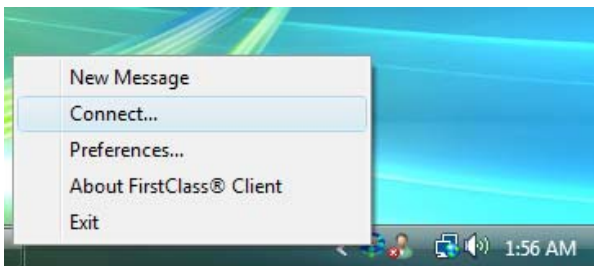 New Message
Connect...
Preferences...
About FirstClass® Client
Exit
1:56 AM